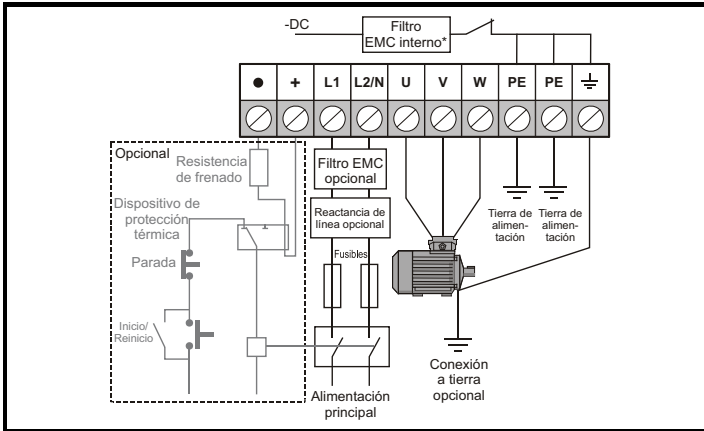 -DC
Filtro
EMC interno*
+
L1
L2/N
U
V
W
PE
PE
Opcional
Resistencia
de frenado
Dispositivo de
protección
térmica
Parada
Inicio/
Reinicio
Filtro EMC
opcional
Reactancia de
línea opcional
Fusibles
Alimentación
principal
Tierra de
alimen-
tación
Tierra de
alimen-
tación
Conexión
a tierra
opcional